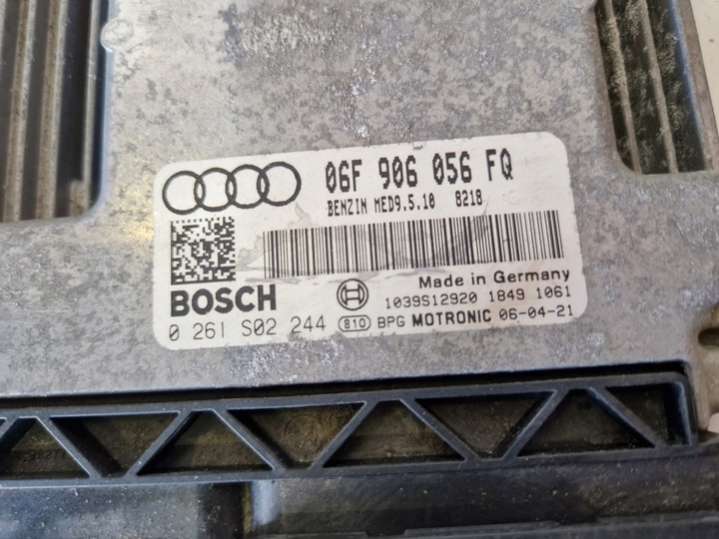 06F 906 056 FQ
BENZIN MED9.5.10 8218
Made in Germany
BOSCH 1039S12920 1849 1061
0 261 S02 244 810 BPG MOTRONIC 06-04-21